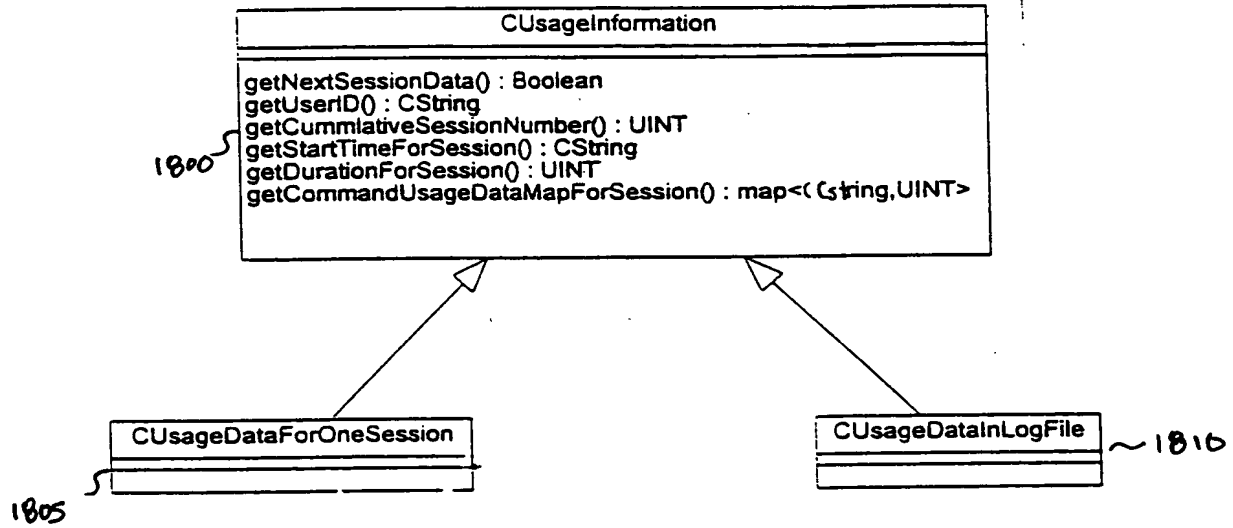 CUsageInformation
getNextSessionData() : Boolean
getUserID() : CString
getCummlativeSessionNumber() : UINT
1800
getStartTimeForSession() : CString
getDurationForSession() : UINT
getCommandUsageDataMapForSession() : map<(Cstring,UINT>
CUsageDataForOneSession
CUsageDataInLogFile
1810
1805